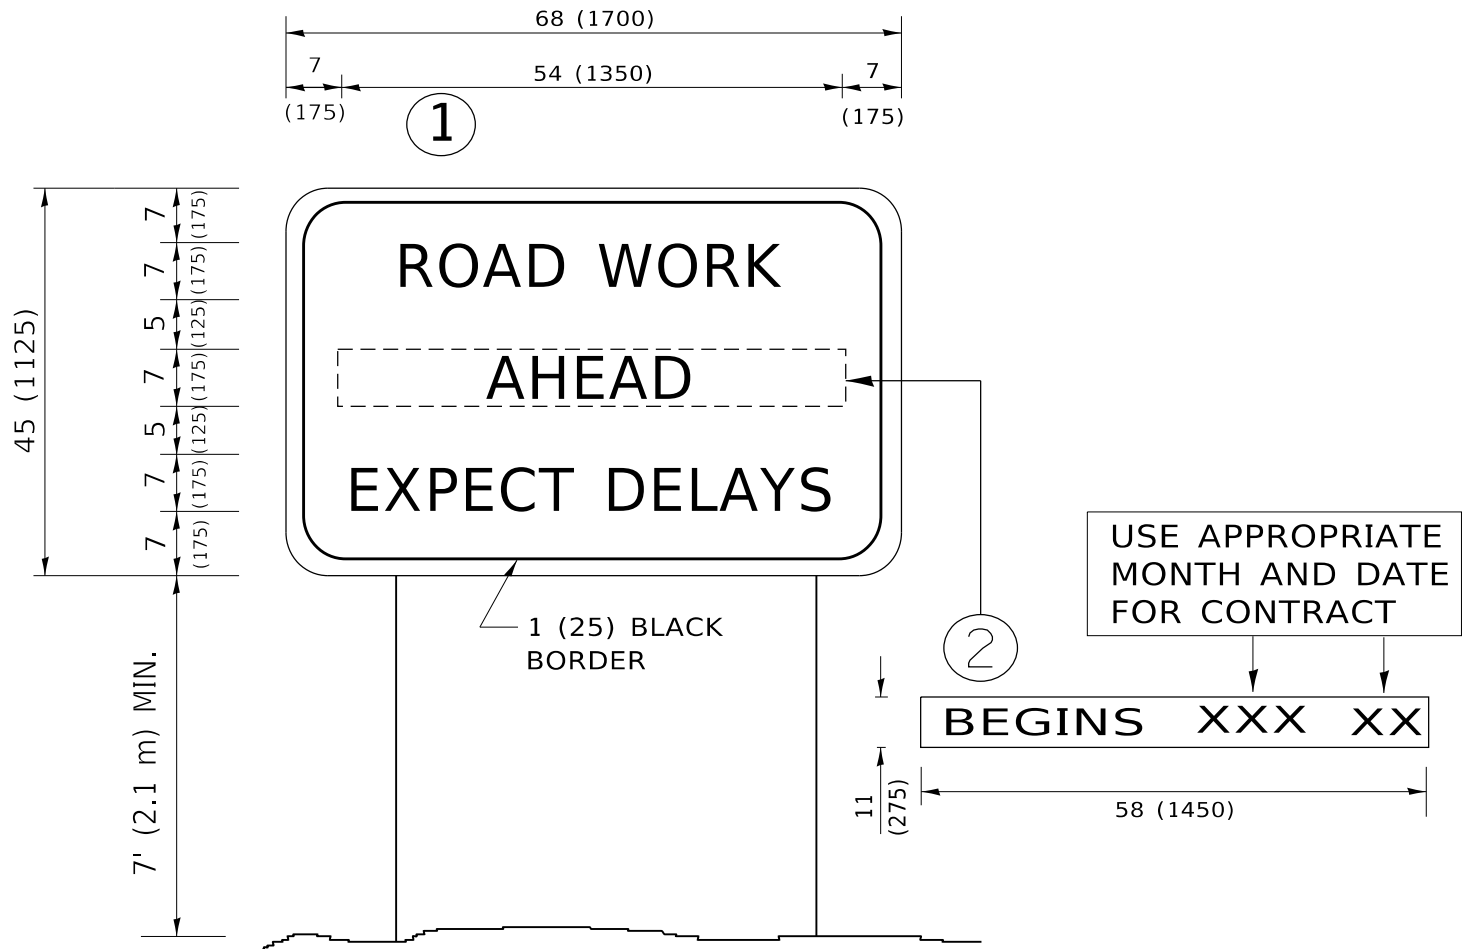 68 (1700)
7
54 (1350)
7
(175)
(175)
1
7
(175)
7
(175)
5
(125)
7
(175)
5
(125)
7
(175)
7
(175)
45 (1125)
ROAD WORK
AHEAD
EXPECT DELAYS
1 (25) BLACK
BORDER
7' (2.1 m) MIN.
USE APPROPRIATE
MONTH AND DATE
FOR CONTRACT
2
BEGINS XXX XX
11
(275)
58 (1450)